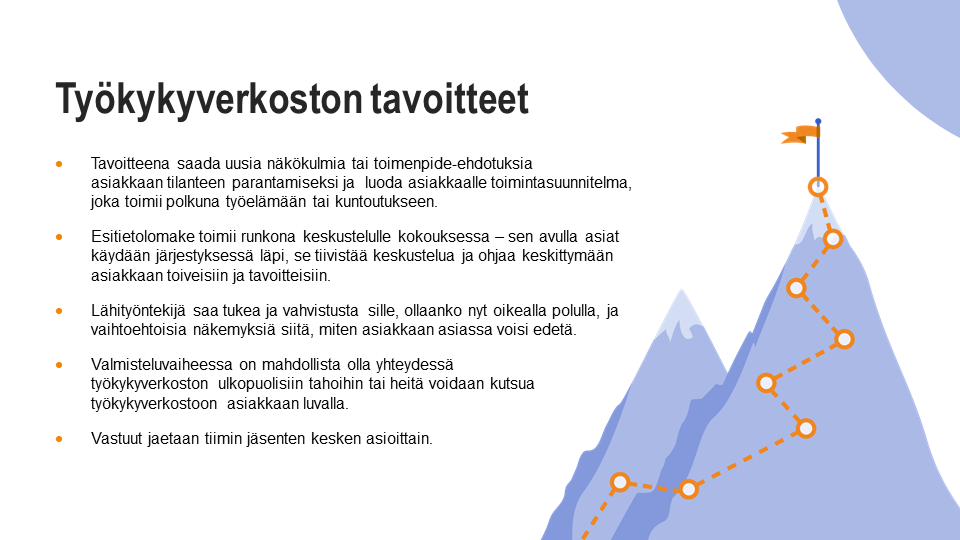 Työkykyverkoston tavoitteet
Tavoitteena saada uusia näkökulmia tai toimenpide-ehdotuksia
asiakkaan tilanteen parantamiseksi ja luoda asiakkaalle toimintasuunnitelma,
joka toimii polkuna työelämään tai kuntoutukseen.
Esitietolomake toimii runkona keskustelulle kokouksessa – sen avulla asiat
käydään järjestyksessä läpi, se tiivistää keskustelua ja ohjaa keskittymään
asiakkaan toiveisiin ja tavoitteisiin.
Lähityöntekijä saa tukea ja vahvistusta sille, ollaanko nyt oikealla polulla, ja
vaihtoehtoisia näkemyksiä siitä, miten asiakkaan asiassa voisi edetä.
Valmisteluvaiheessa on mahdollista olla yhteydessä
työkykyverkoston ulkopuolisiin tahoihin tai heitä voidaan kutsua
työkykyverkostoon asiakkaan luvalla.
Vastuut jaetaan tiimin jäsenten kesken asioittain.